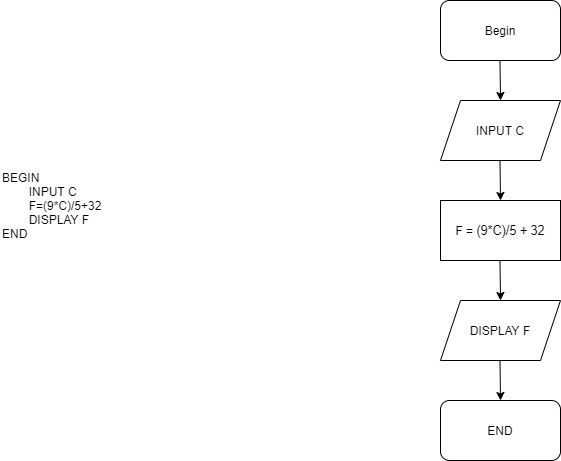 BEGIN
INPUT C
F=(9*C)/5+32
DISPLAY F
END
Begin
INPUT C
F = (9*C)/5 + 32
DISPLAY F
END